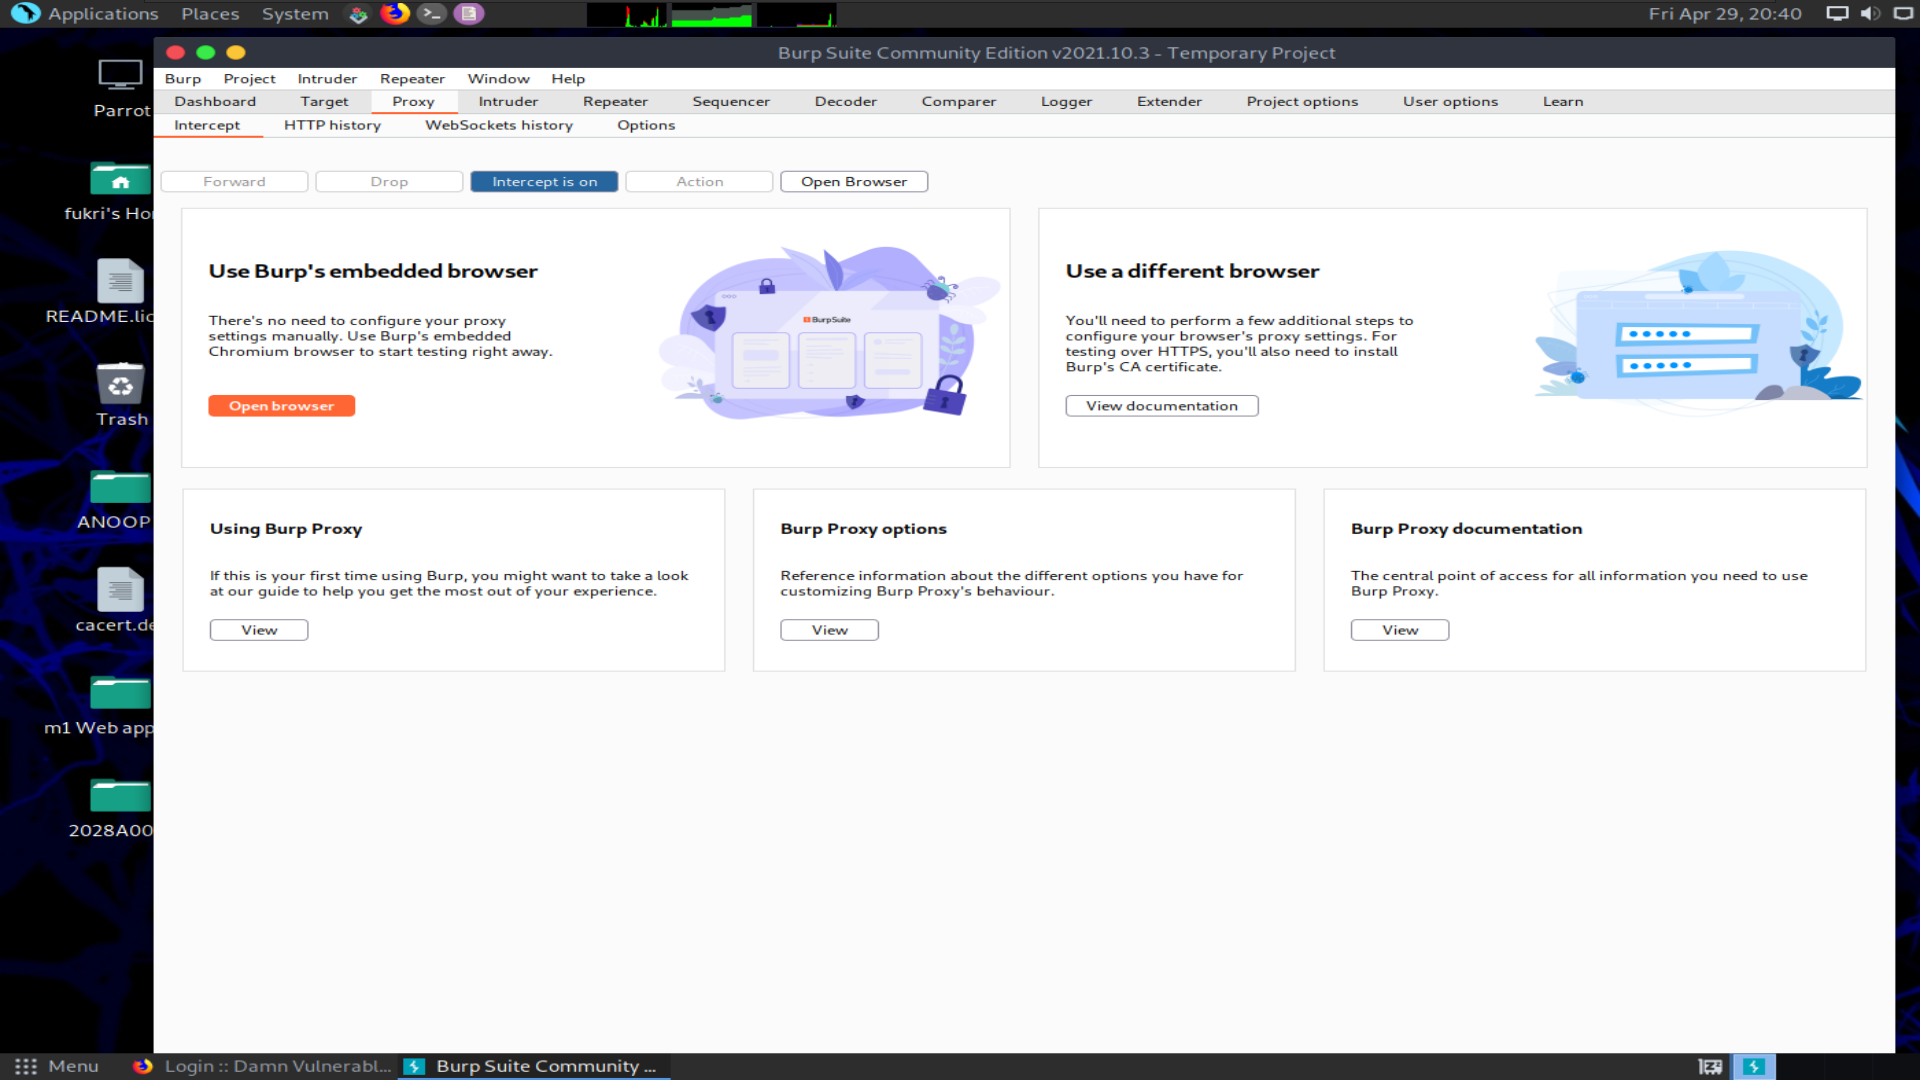 Applications Places System
Fri Apr 29, 20:40
Burp Suite Community Edition v2021.10.3 - Temporary Project
Burp Project Intruder Repeater Window Help
Dashboard Target Proxy Intruder Repeater Sequencer Decoder Comparer Logger Extender Project options User options Learn
Intercept HTTP history WebSockets history Options
Forward Drop Intercept is on Action Open Browser
Parrot
fukri's Ho
README.lic
Trash
ANOOP
cacert.de
m1 Web app
2028A00
Use Burp's embedded browser
There's no need to configure your proxy
settings manually. Use Burp's embedded
Chromium browser to start testing right away.
Open browser
Burp Suite
Use a different browser
You'll need to perform a few additional steps to
configure your browser's proxy settings. For
testing over HTTPS, you'll also need to install
Burp's CA certificate.
View documentation
Using Burp Proxy
If this is your first time using Burp, you might want to take a look
at our guide to help you get the most out of your experience.
View
Burp Proxy options
Reference information about the different options you have for
customizing Burp Proxy's behaviour.
View
Burp Proxy documentation
The central point of access for all information you need to use
Burp Proxy.
View
Menu Login :: Damn Vulnerabl... Burp Suite Community ...